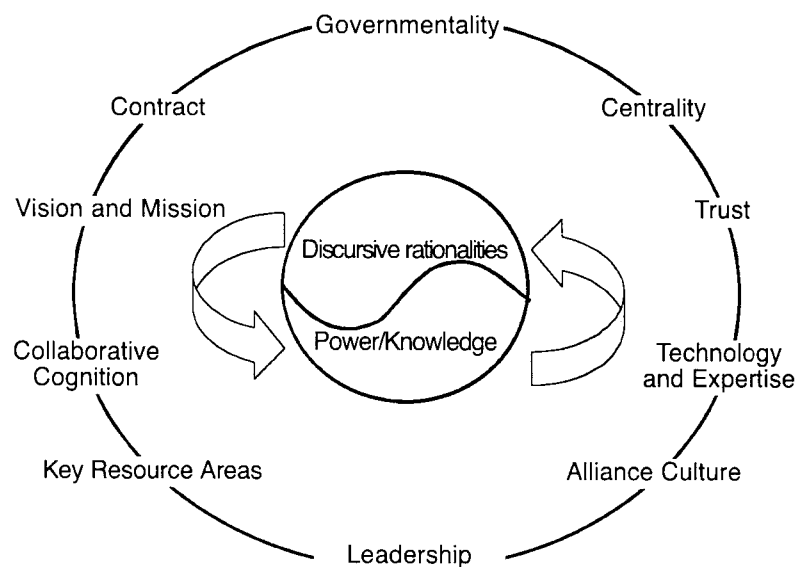 Governmentality
Contract
Centrality
Vision and Mission
Trust
Discursive rationalities
Power/Knowledge
Collaborative
Cognition
Technology
and Expertise
Key Resource Areas
Alliance Culture
Leadership